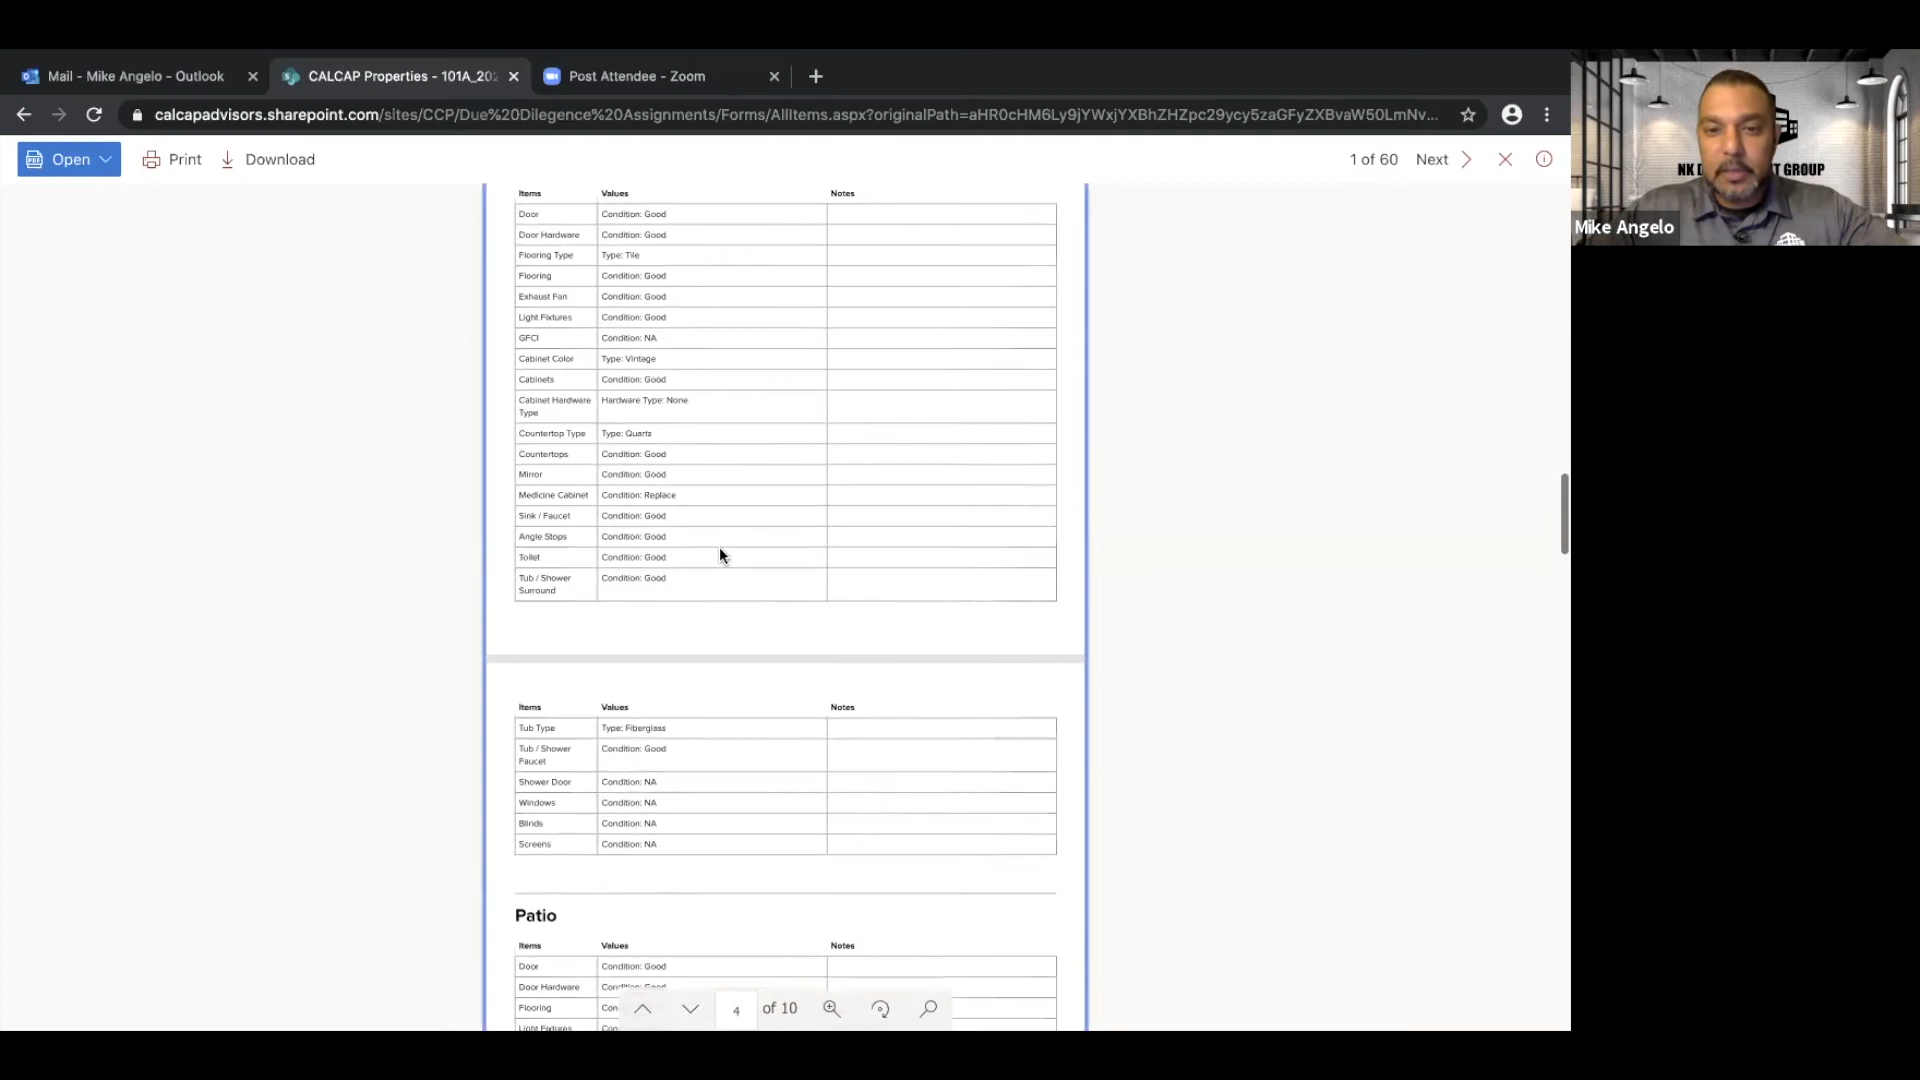 Mail - Mike Angelo - Outlook
CALCAP Properties - 101A_202
Post Attendee - Zoom
calcapadvisors.sharepoint.com/sites/CCP/Due%20Dilegence%20Assignments/Forms/AllItems.aspx?originalPath=aHR0cHM6Ly9jYWxjYXBhZHZpc29ycy5zaGFyZXBvaW50LmNv...
Open
Print
Download
1 of 60
Next
Mike Angelo
Items Values Notes
Door Condition: Good
Door Hardware Condition: Good
Flooring Type Type: Tile
Flooring Condition: Good
Exhaust Fan Condition: Good
Light Fixtures Condition: Good
GFCI Condition: NA
Cabinet Color Type: Vintage
Cabinets Condition: Good
Cabinet Hardware Hardware Type: None
Type
Countertop Type Type: Quartz
Countertops Condition: Good
Mirror Condition: Good
Medicine Cabinet Condition: Replace
Sink / Faucet Condition: Good
Angle Stops Condition: Good
Toilet Condition: Good
Tub / Shower Condition: Good
Surround
Items Values Notes
Tub Type Type: Fiberglass
Tub / Shower Condition: Good
Faucet
Shower Door Condition: NA
Windows Condition: NA
Blinds Condition: NA
Screens Condition: NA
Patio
Items Values Notes
Door Condition: Good
Door Hardware Condition: Good
Flooring Con
Light Fixtures Con
4 of 10